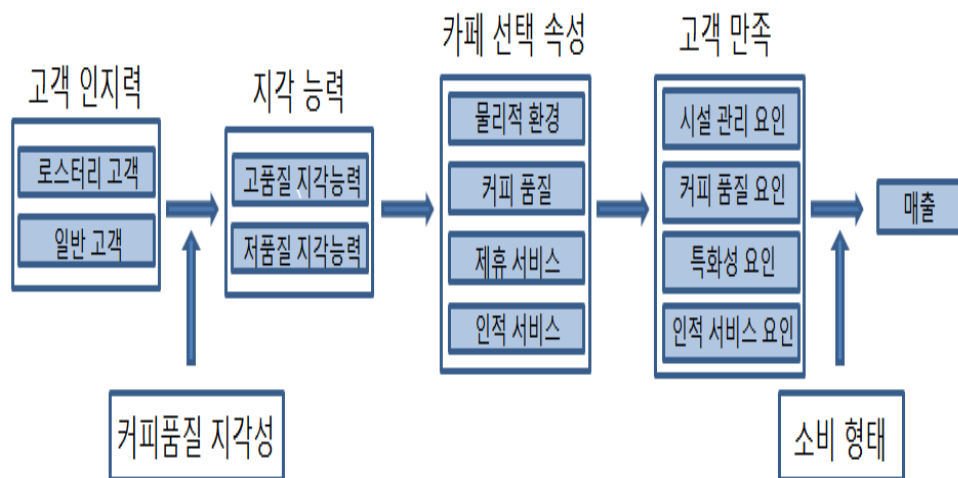 고객 인지력
로스터리 고객
일반 고객
지각 능력
고품질 지각능력
저품질 지각능력
카페 선택 속성
물리적 환경
커피 품질
제휴 서비스
인적 서비스
고객 만족
시설 관리 요인
커피 품질 요인
특화성 요인
인적 서비스 요인
매출
커피품질 지각성
소비 형태